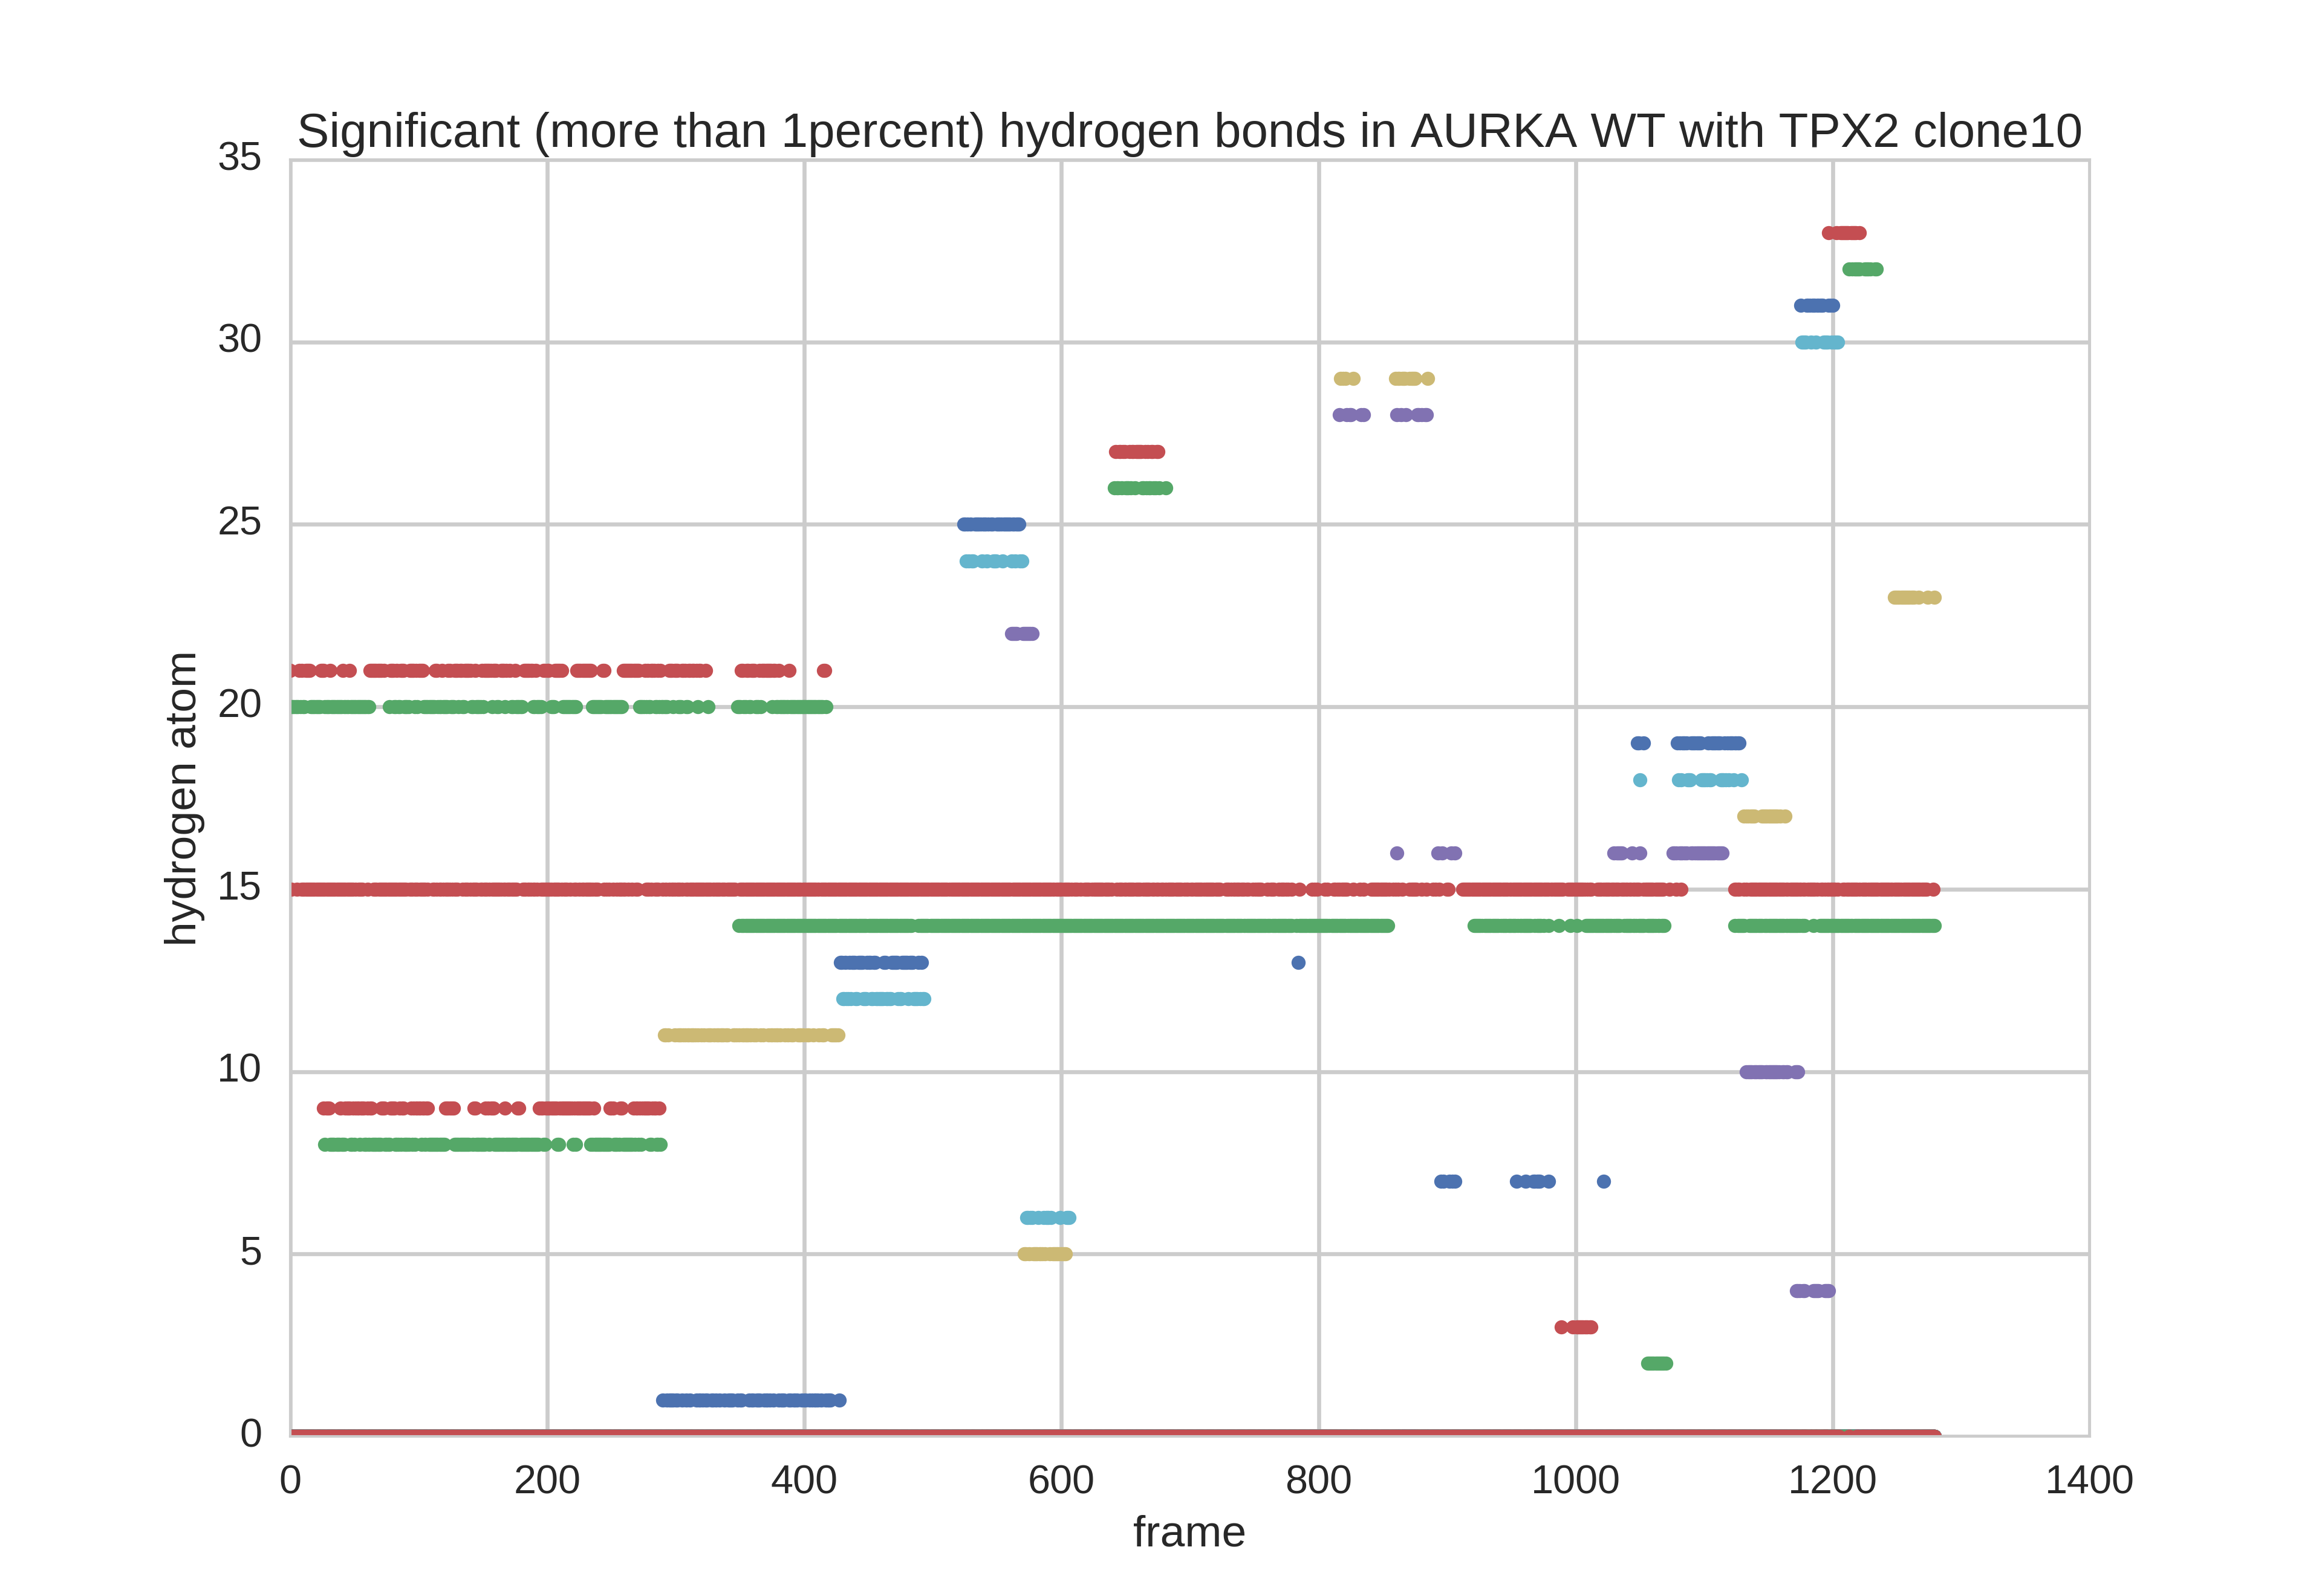 Significant (more than 1percent) hydrogen bonds in AURKA WT with TPX2 clone10
35
30
25
20
15
10
5
0
hydrogen atom
0 200 400 600 800 1000 1200 1400
frame